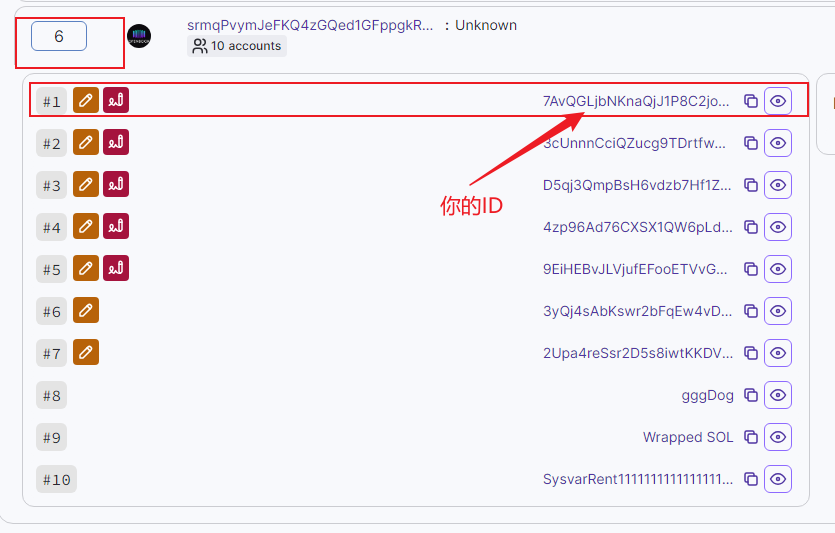 6
srmqPvymJeFKQ4zGQed1GFppgkR... : Unknown
10 accounts
#1 7AvQGLjbNKnaQjJ1P8C2jo...
#2 3cUnnnCciQZucg9TDrtfw...
#3 D5qj3QmpBsH6vdzb7Hf1Z...
你的ID
#4 4zp96Ad76CXSX1QW6pLd...
#5 9EiHEBvJLVjufEFooETVvG...
#6 3yQj4sAbKswr2bFqEw4vD...
#7 2Upa4reSsr2D5s8iwtKKDV...
#8 gggDog
#9 Wrapped SOL
#10 SysvarRent1111111111111111...